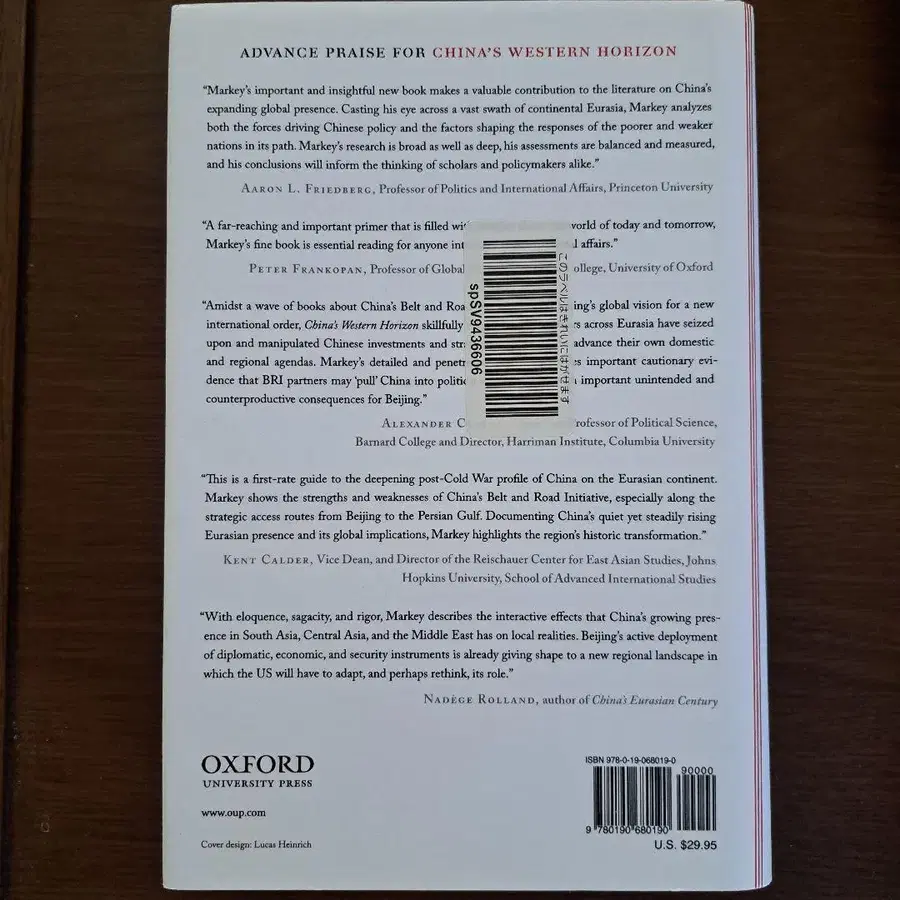 ADVANCE PRAISE FOR CHINA'S WESTERN HORIZON
“Markey's important and insightful new book makes a valuable contribution to the literature on China's
expanding global presence. Casting his eye across a vast swath of continental Eurasia, Markey analyzes
both the forces driving Chinese policy and the factors shaping the responses of the poorer and weaker
nations in its path. Markey's research is broad as well as deep, his assessments are balanced and measured,
and his conclusions will inform the thinking of scholars and policymakers alike.”
AARON L. FRIEDBERG, Professor of Politics and International Affairs, Princeton University
“A far-reaching and important primer that is filled world of today and tomorrow,
Markey's fine book is essential reading for anyone affairs.”
PETER FRANKOPAN, Professor of Global University of Oxford
“Amidst a wave of books about China's Belt and global vision for a new
international order, China's Western Horizon skillfully across Eurasia have seized
upon and manipulated Chinese investments and advance their own domestic
and regional agendas. Markey's detailed and important cautionary evi-
dence that BRI partners may ‘pull’ China into important unintended and
counterproductive consequences for Beijing.”
ALEXANDER Professor of Political Science,
Barnard College and Director, Harriman Institute, Columbia University
spSV9436606
このラベルはきれいにはがせます
“This is a first-rate guide to the deepening post-Cold War profile of China on the Eurasian continent.
Markey shows the strengths and weaknesses of China's Belt and Road Initiative, especially along the
strategic access routes from Beijing to the Persian Gulf. Documenting China's quiet yet steadily rising
Eurasian presence and its global implications, Markey highlights the region's historic transformation.”
KENT CALDER, Vice Dean, and Director of the Reischauer Center for East Asian Studies, Johns
Hopkins University, School of Advanced International Studies
“With eloquence, sagacity, and rigor, Markey describes the interactive effects that China's growing pres-
ence in South Asia, Central Asia, and the Middle East has on local realities. Beijing's active deployment
of diplomatic, economic, and security instruments is already giving shape to a new regional landscape in
which the US will have to adapt, and perhaps rethink, its role.”
NADÈGE ROLLAND, author of China's Eurasian Century
OXFORD
UNIVERSITY PRESS
www.oup.com
Cover design: Lucas Heinrich
ISBN 978-0-19-068019-0
90000
9 780190 680190
U.S. $29.95